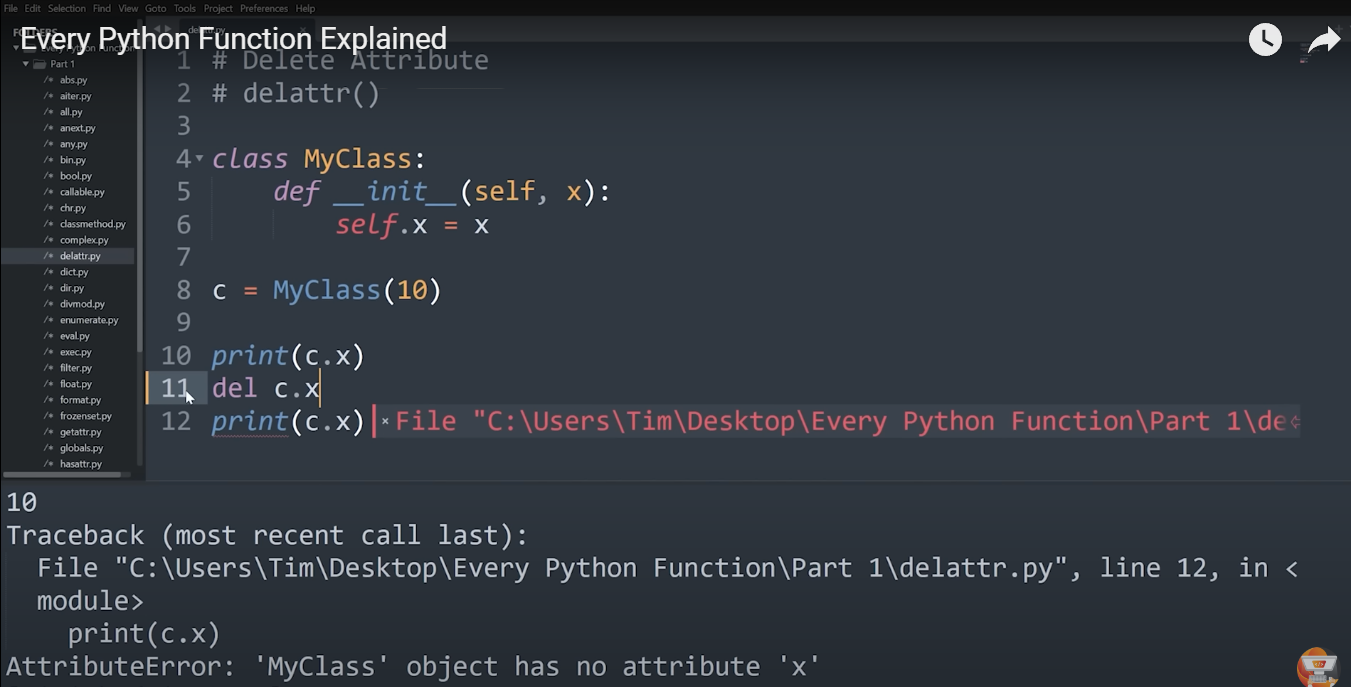 File Edit Selection Find View Goto Tools Project Preferences Help
Every Python Function Explained
FOLDERS
Every Python Function
Part 1
abs.py
aiter.py
all.py
anext.py
any.py
bin.py
bool.py
callable.py
chr.py
classmethod.py
complex.py
delattr.py
dict.py
dir.py
divmod.py
enumerate.py
eval.py
exec.py
filter.py
float.py
format.py
frozenset.py
getattr.py
globals.py
hasattr.py
1 # Delete Attribute
2 # delattr()
3
4 class MyClass:
5 def __init__(self, x):
6 self.x = x
7
8 c = MyClass(10)
9
10 print(c.x)
11 del c.x
12 print(c.x) × File "C:\Users\Tim\Desktop\Every Python Function\Part 1\de
10
Traceback (most recent call last):
File "C:\Users\Tim\Desktop\Every Python Function\Part 1\delattr.py", line 12, in <
module>
print(c.x)
AttributeError: 'MyClass' object has no attribute 'x'